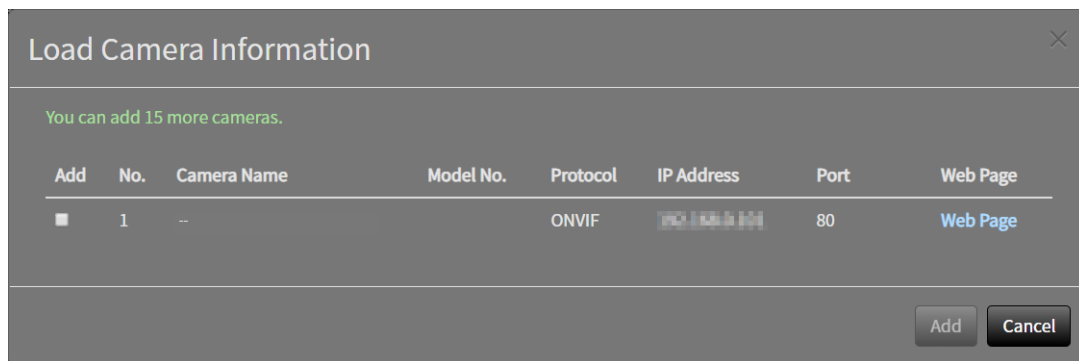 Load Camera Information
You can add 15 more cameras.
Add No. Camera Name Model No. Protocol IP Address Port Web Page
1 -- ONVIF 80 Web Page
Add Cancel